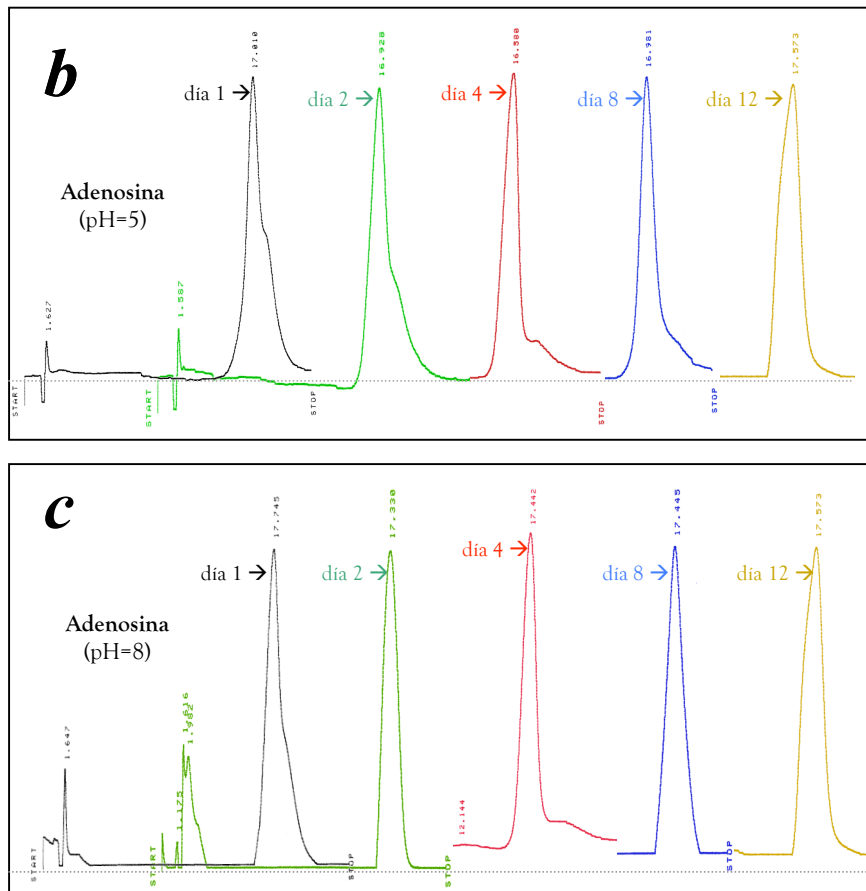 b
17.010
16.928
16.588
16.981
17.573
día 1 →
día 2 →
día 4 →
día 8 →
día 12 →
Adenosina
(pH=5)
1.627
1.587
START
START
STOP
STOP
STOP
c
17.745
17.330
17.442
17.445
17.573
día 1 →
día 2 →
día 4 →
día 8 →
día 12 →
Adenosina
(pH=8)
1.647
1.175
1.616
1.982
12.144
START
START
STOP
STOP
STOP